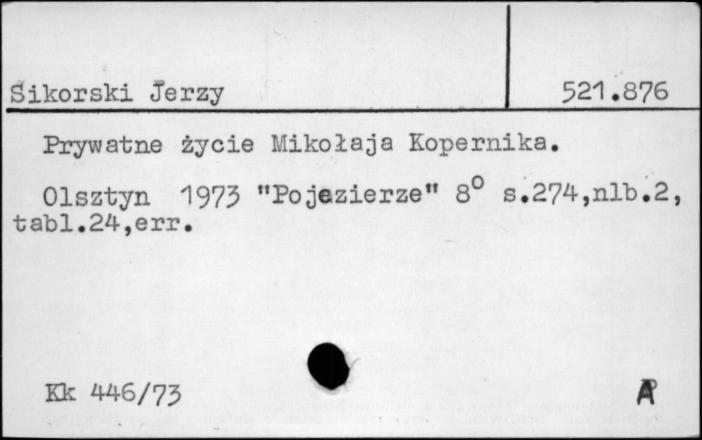 Sikorski Jerzy 521.876
Prywatne życie Mikołaja Kopernika.
Olsztyn 1973 "Pojezierze" 8° s.274,nlb.2,
tabl.24,err.
Kk 446/73